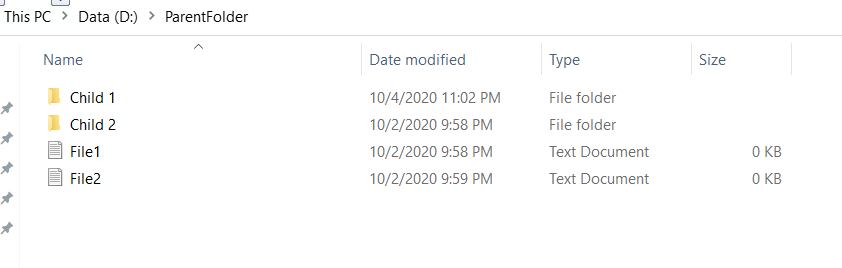 This PC > Data (D:) > ParentFolder
Name Date modified Type Size
Child 1 10/4/2020 11:02 PM File folder
Child 2 10/2/2020 9:58 PM File folder
File1 10/2/2020 9:58 PM Text Document 0 KB
File2 10/2/2020 9:59 PM Text Document 0 KB